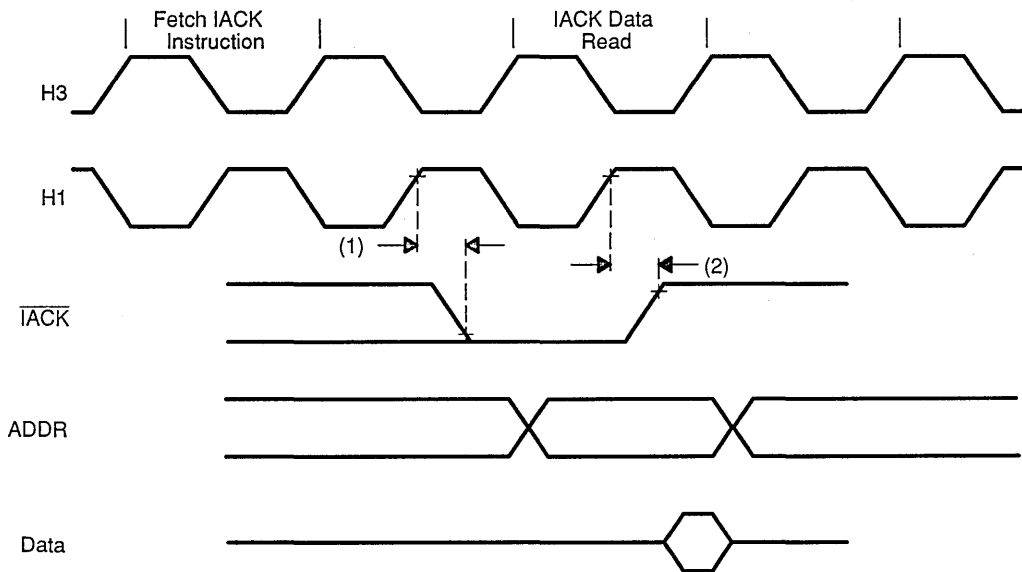 Fetch IACK
Instruction
IACK Data
Read
H3
H1
(1)
(2)
IACK
ADDR
Data